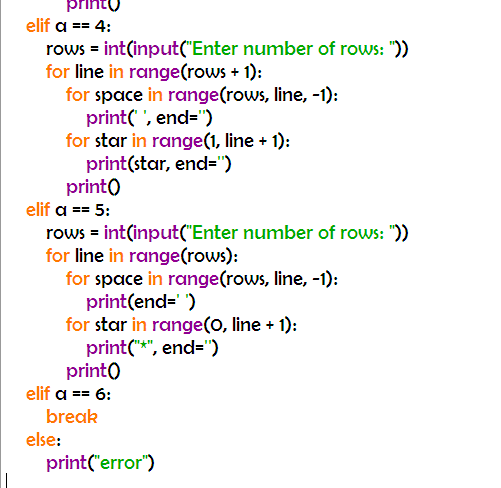 print()
elif a == 4:
rows = int(input("Enter number of rows: "))
for line in range(rows + 1):
for space in range(rows, line, -1):
print(' ', end='')
for star in range(1, line + 1):
print(star, end='')
print()
elif a == 5:
rows = int(input("Enter number of rows: "))
for line in range(rows):
for space in range(rows, line, -1):
print(end=' ')
for star in range(0, line + 1):
print("*", end='')
print()
elif a == 6:
break
else:
print("error")